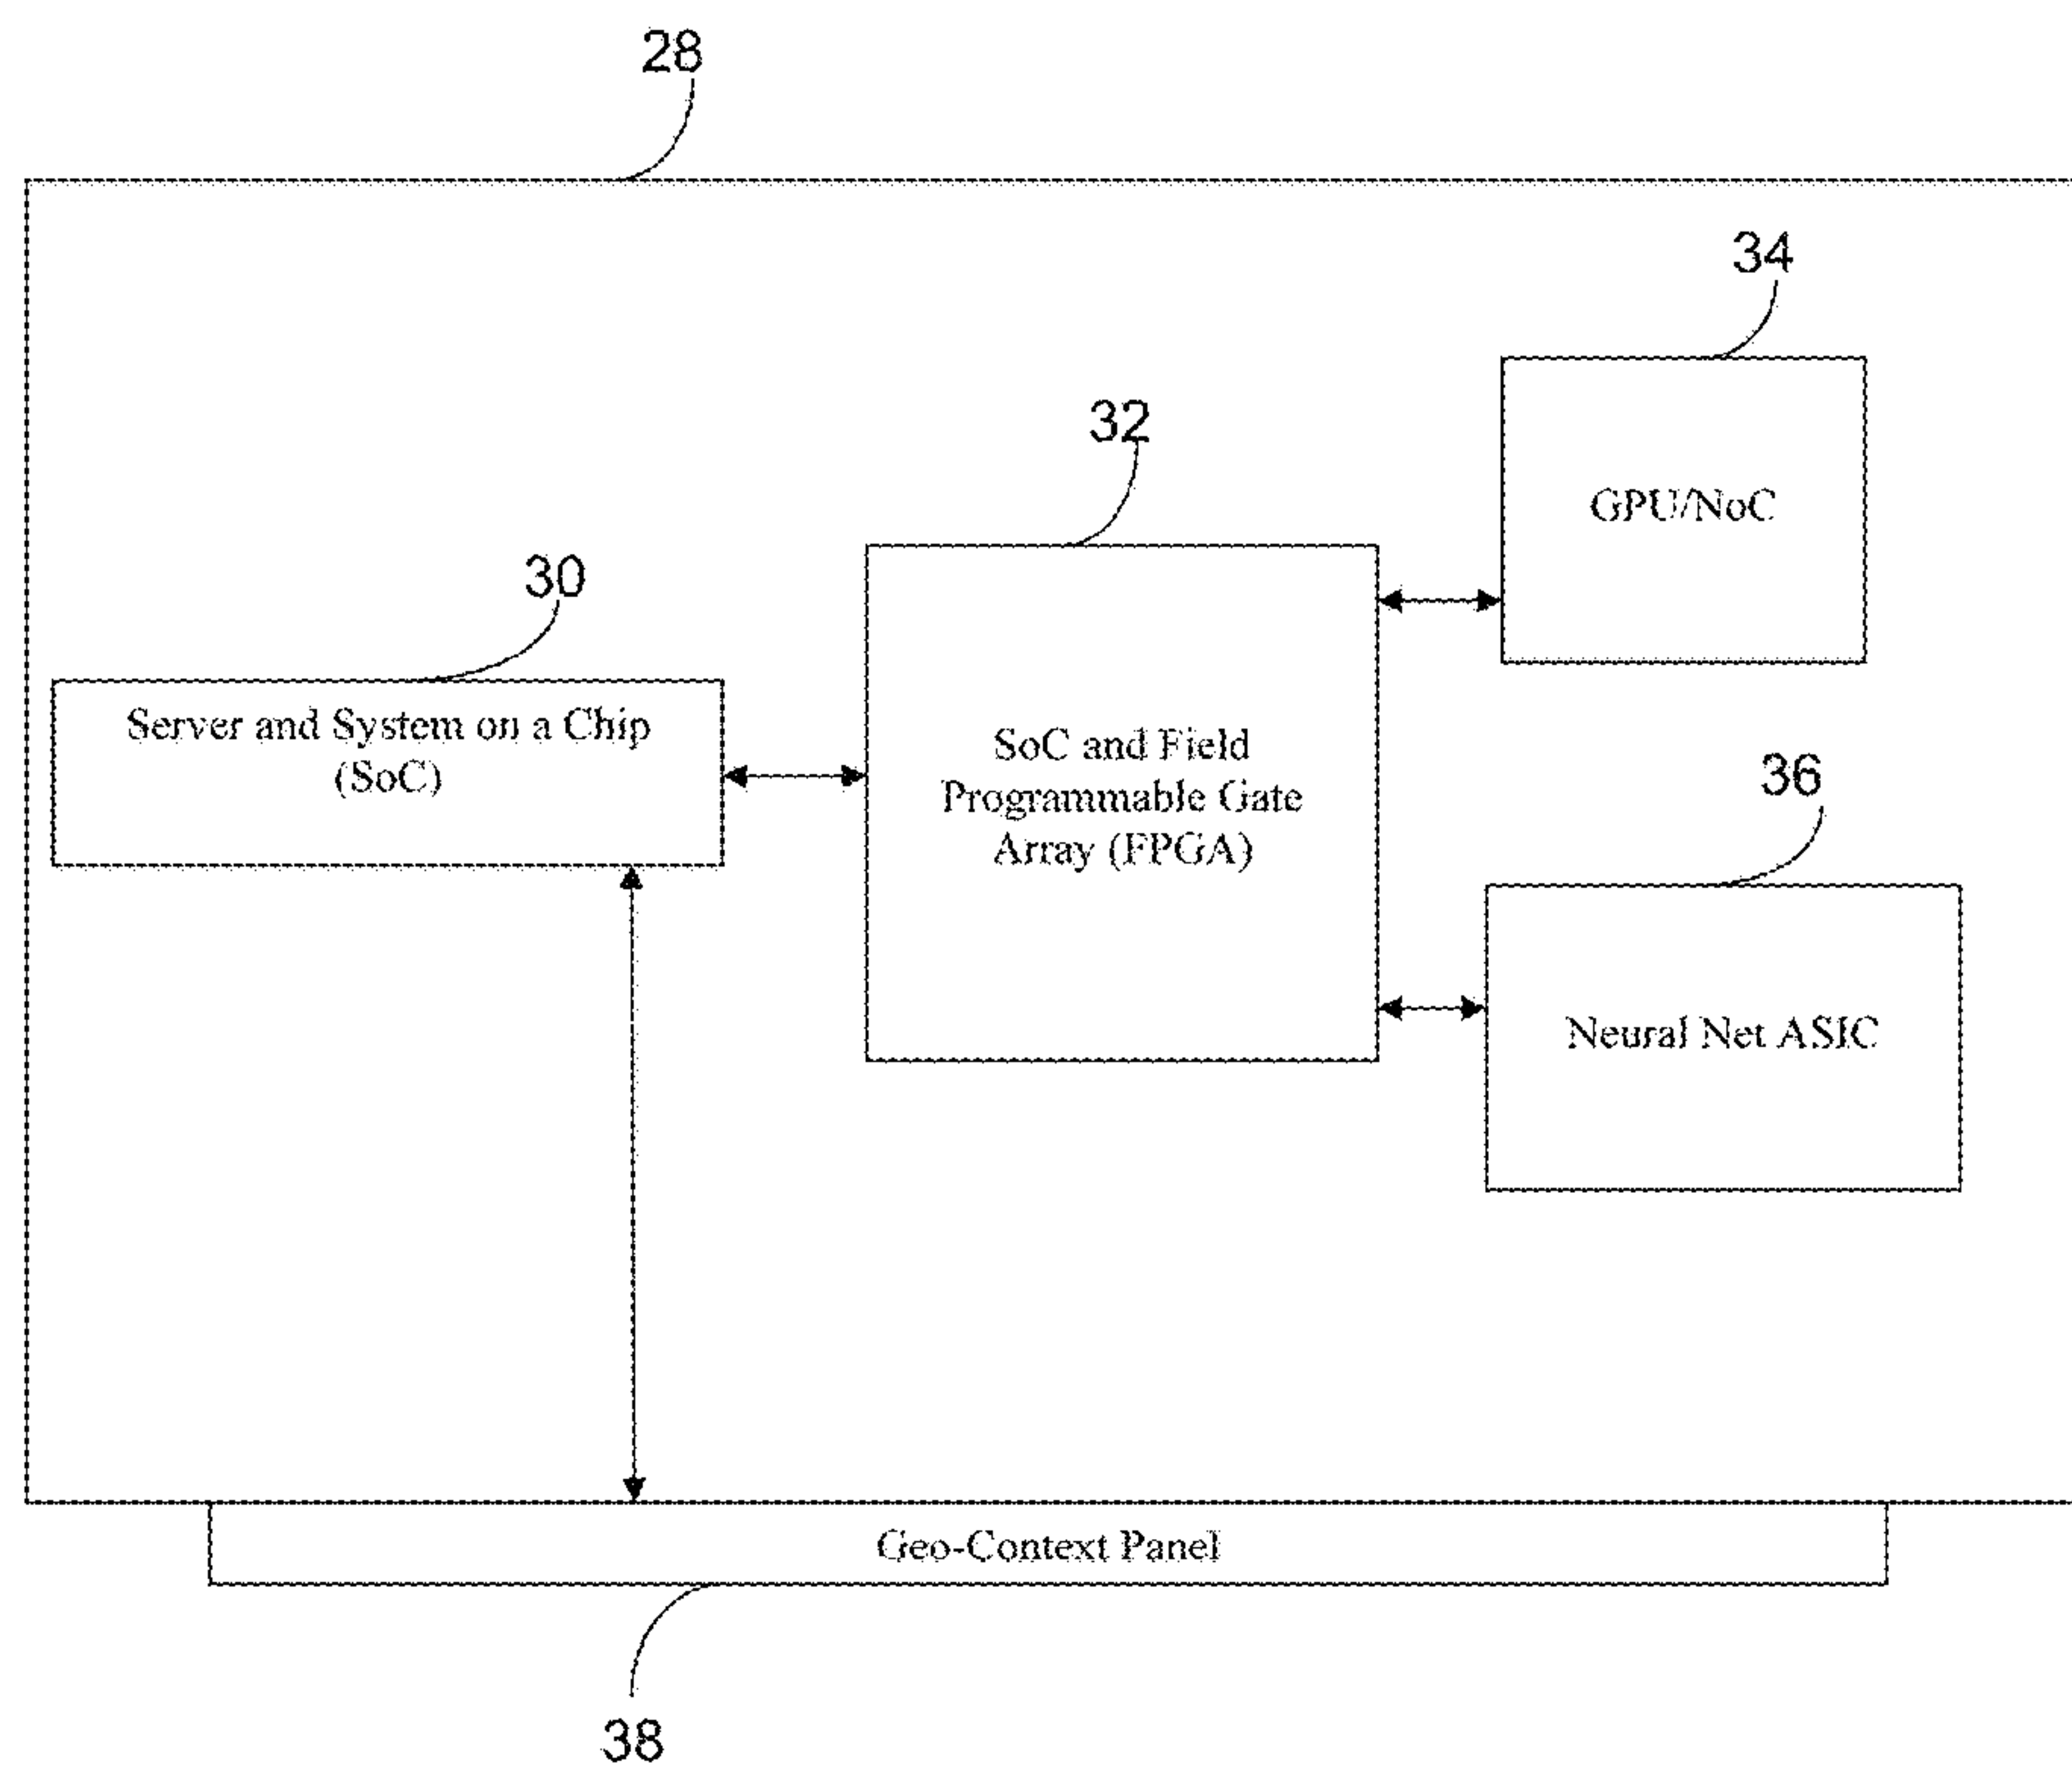 28
34
32
GPU/NoC
30
Server and System on a Chip
(SoC)
SoC and Field
Programmable Gate
Array (FPGA)
36
Neural Net ASIC
Geo-Context Panel
38